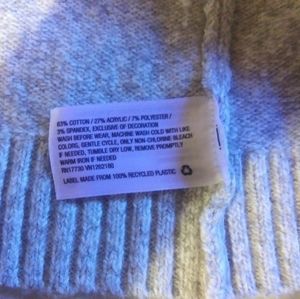 63% COTTON / 27% ACRYLIC / 7% POLYESTER /
3% SPANDEX, EXCLUSIVE OF DECORATION
WASH BEFORE WEAR, MACHINE WASH COLD WITH LIKE
COLORS, GENTLE CYCLE, ONLY NON-CHLORINE BLEACH
IF NEEDED, TUMBLE DRY LOW, REMOVE PROMPTLY
WARM IRON IF NEEDED
RN17730 VN1262180
LABEL MADE FROM 100% RECYCLED PLASTIC